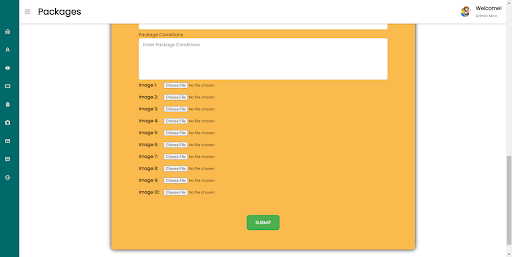 Packages
Welcome!
Admin Moic
Package Conditions
Enter Package Conditions
Image 1: Choose File No file chosen
Image 2: Choose File No file chosen
Image 3: Choose File No file chosen
Image 4: Choose File No file chosen
Image 5: Choose File No file chosen
Image 6: Choose File No file chosen
Image 7: Choose File No file chosen
Image 8: Choose File No file chosen
Image 9: Choose File No file chosen
Image 10: Choose File No file chosen
SUBMIT